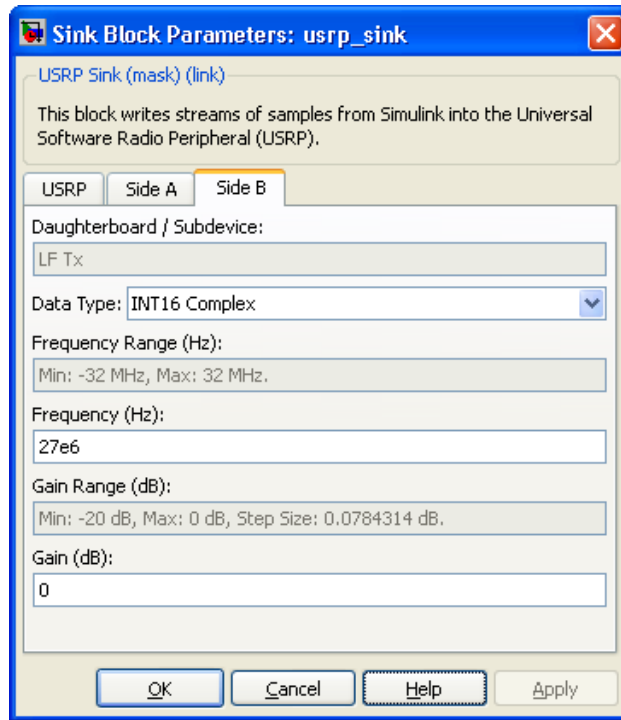 Sink Block Parameters: usrp_sink
USRP Sink (mask) (link)
This block writes streams of samples from Simulink into the Universal
Software Radio Peripheral (USRP).
USRP Side A Side B
Daughterboard / Subdevice:
LF Tx
Data Type: INT16 Complex
Frequency Range (Hz):
Min: -32 MHz, Max: 32 MHz.
Frequency (Hz):
27e6
Gain Range (dB):
Min: -20 dB, Max: 0 dB, Step Size: 0.0784314 dB.
Gain (dB):
0
OK Cancel Help Apply